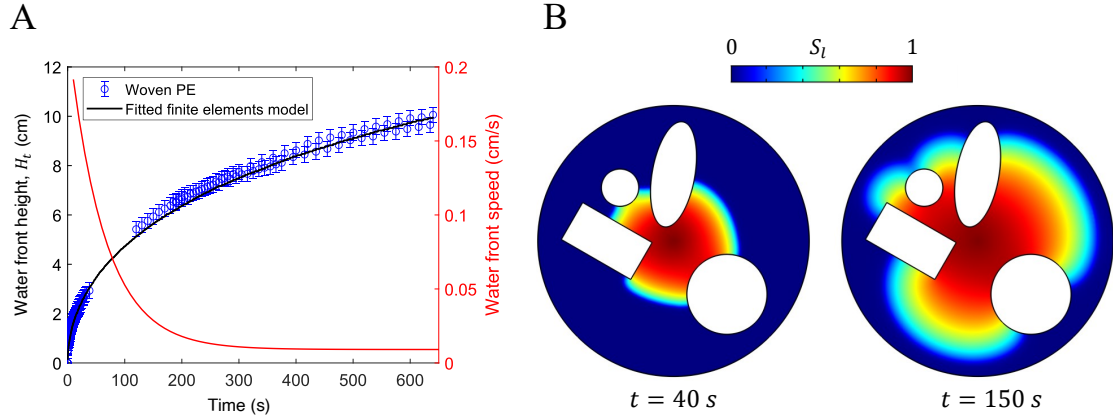 A
B
12
10
8
6
4
2
0
Water front height, H_t (cm)
Woven PE
Fitted finite elements model
0.2
0.15
0.1
0.05
0
Water front speed (cm/s)
0 100 200 300 400 500 600
Time (s)
0 S_l 1
t = 40 s
t = 150 s